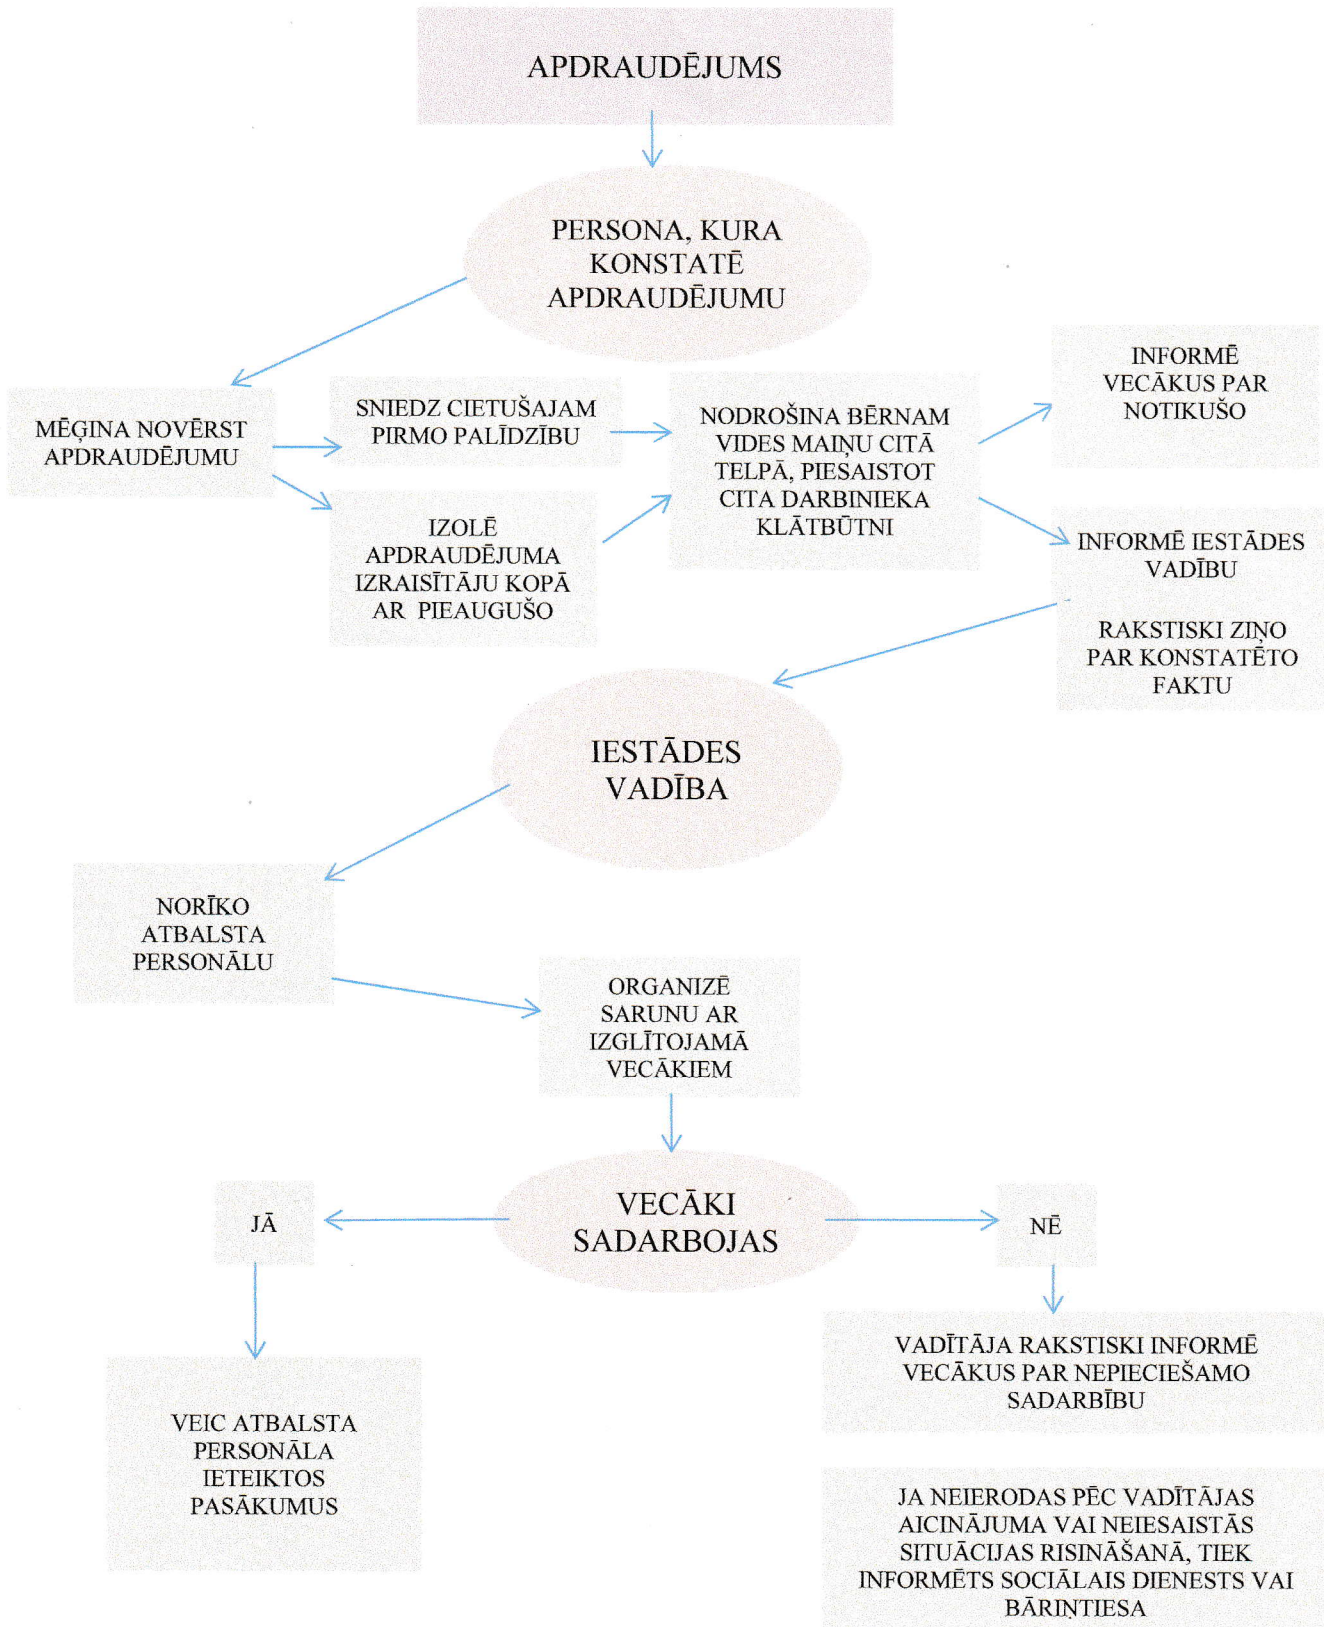 APDRAUDĒJUMS
PERSONA, KURA
KONSTATĒ
APDRAUDĒJUMU
MĒĢINA NOVĒRST
APDRAUDĒJUMU
SNIEDZ CIETUŠAJAM
PIRMO PALĪDZĪBU
IZOLĒ
APDRAUDĒJUMA
IZRAISĪTĀJU KOPĀ
AR PIEAUGUŠO
NODROŠINA BĒRNAM
VIDES MAIŅU CITĀ
TELPĀ, PIESAISTOT
CITA DARBINIEKA
KLĀTBŪTNI
INFORMĒ
VECĀKUS PAR
NOTIKUŠO
INFORMĒ IESTĀDES
VADĪBU
RAKSTISKI ZIŅO
PAR KONSTATĒTO
FAKTU
IESTĀDES
VADĪBA
NORĪKO
ATBALSTA
PERSONĀLU
ORGANIZĒ
SARUNU AR
IZGLĪTOJAMĀ
VECĀKIEM
VECĀKI
SADARBOJAS
JĀ
NĒ
VEIC ATBALSTA
PERSONĀLA
IETEIKTOS
PASĀKUMUS
VADĪTĀJA RAKSTISKI INFORMĒ
VECĀKUS PAR NEPIECIEŠAMO
SADARBĪBU
JA NEIERODAS PĒC VADĪTĀJAS
AICINĀJUMA VAI NEIESAISTĀS
SITUĀCIJAS RISINĀŠANĀ, TIEK
INFORMĒTS SOCIĀLAIS DIENESTS VAI
BĀRIŅTIESA